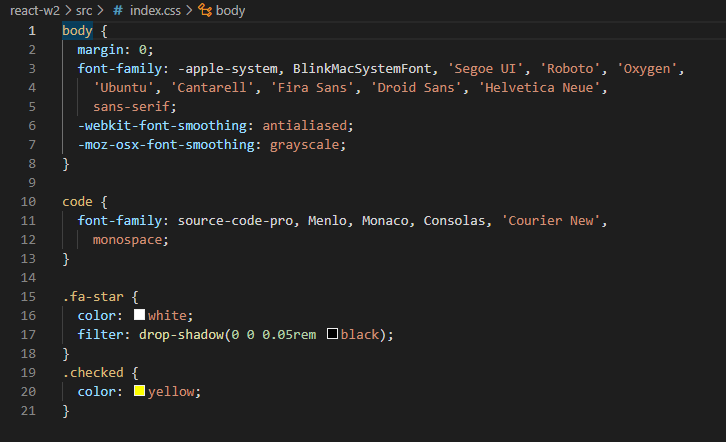 react-w2 > src > # index.css > body
1 body {
2 margin: 0;
3 font-family: -apple-system, BlinkMacSystemFont, 'Segoe UI', 'Roboto', 'Oxygen',
4 'Ubuntu', 'Cantarell', 'Fira Sans', 'Droid Sans', 'Helvetica Neue',
5 sans-serif;
6 -webkit-font-smoothing: antialiased;
7 -moz-osx-font-smoothing: grayscale;
8 }
9
10 code {
11 font-family: source-code-pro, Menlo, Monaco, Consolas, 'Courier New',
12 monospace;
13 }
14
15 .fa-star {
16 color: white;
17 filter: drop-shadow(0 0 0.05rem black);
18 }
19 .checked {
20 color: yellow;
21 }